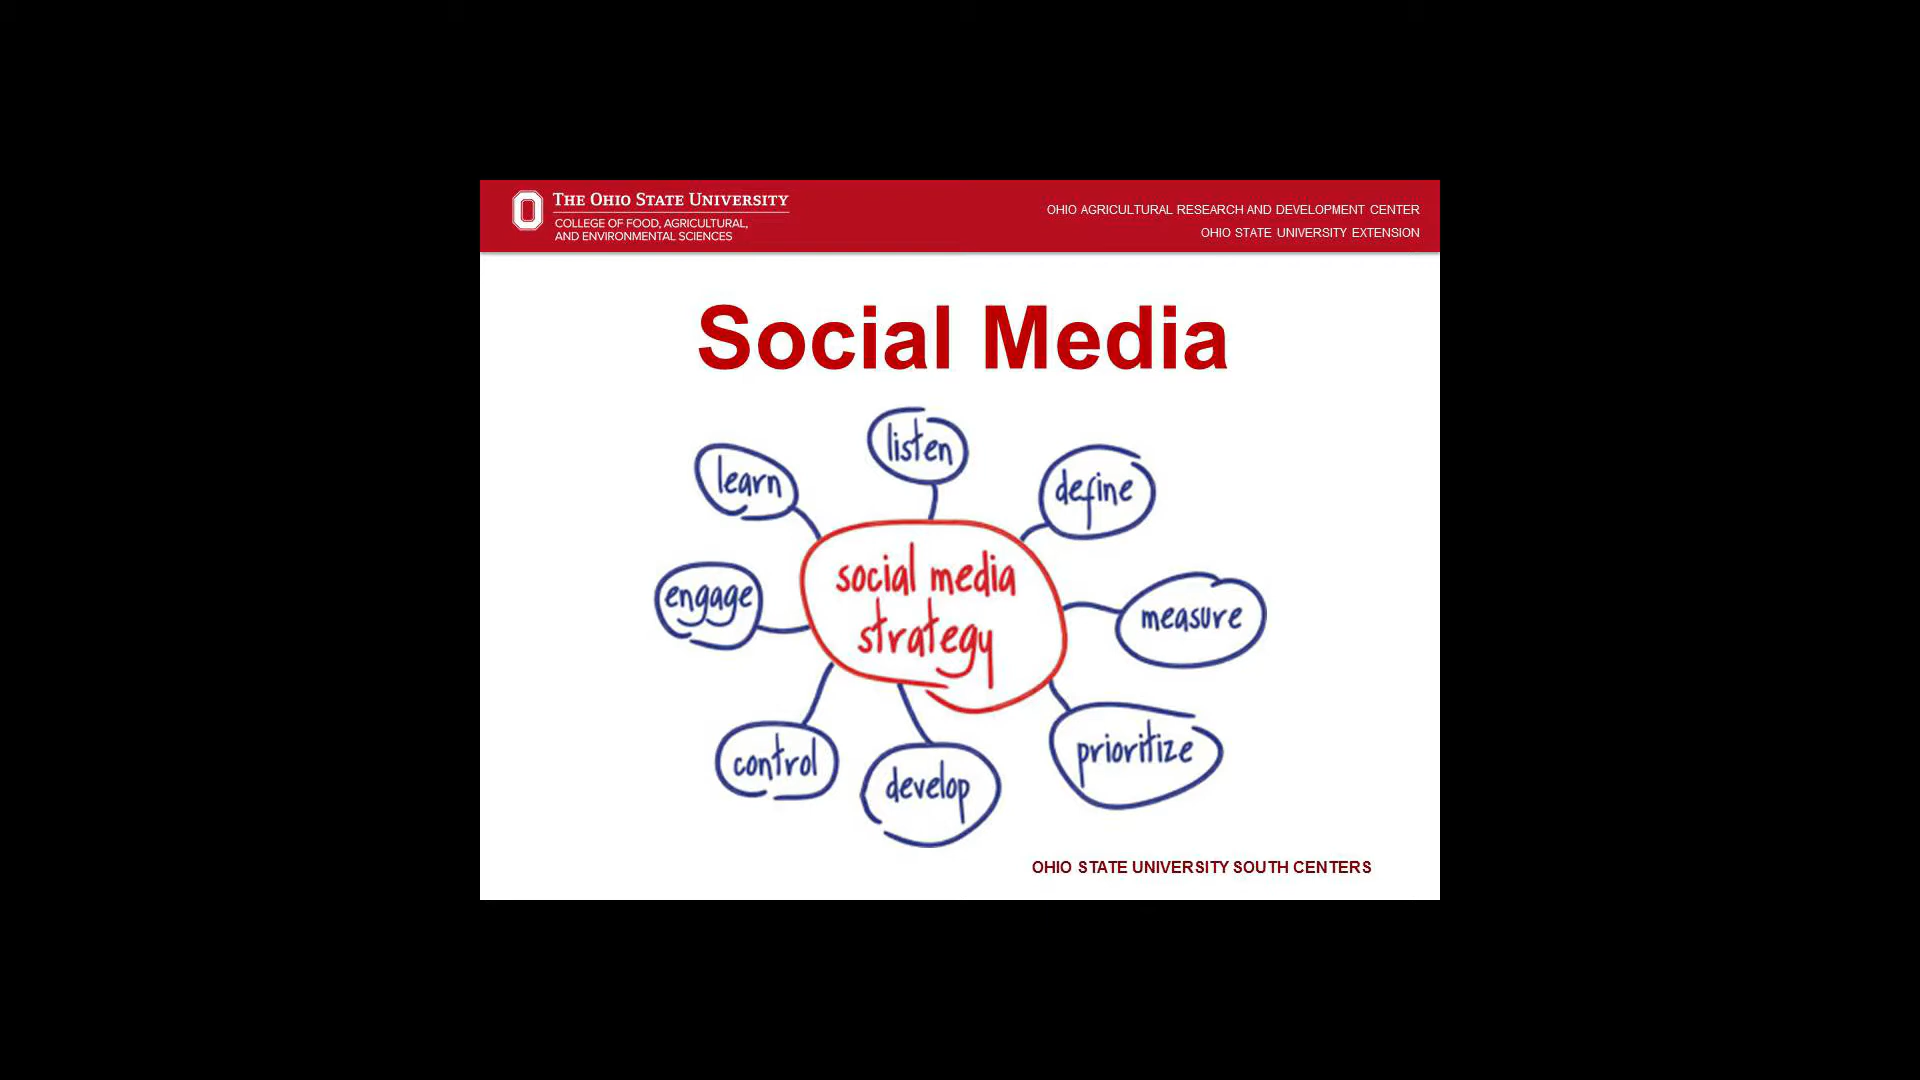 THE OHIO STATE UNIVERSITY
COLLEGE OF FOOD, AGRICULTURAL,
AND ENVIRONMENTAL SCIENCES
OHIO AGRICULTURAL RESEARCH AND DEVELOPMENT CENTER
OHIO STATE UNIVERSITY EXTENSION
Social Media
listen
learn
define
social media
strategy
engage
measure
prioritize
control
develop
OHIO STATE UNIVERSITY SOUTH CENTERS